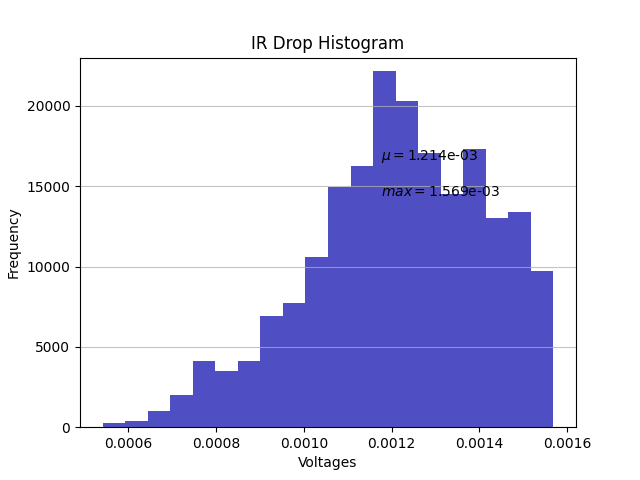 IR Drop Histogram
20000
15000
10000
5000
0
Frequency
μ = 1.214e-03
max = 1.569e-03
0.0006 0.0008 0.0010 0.0012 0.0014 0.0016
Voltages